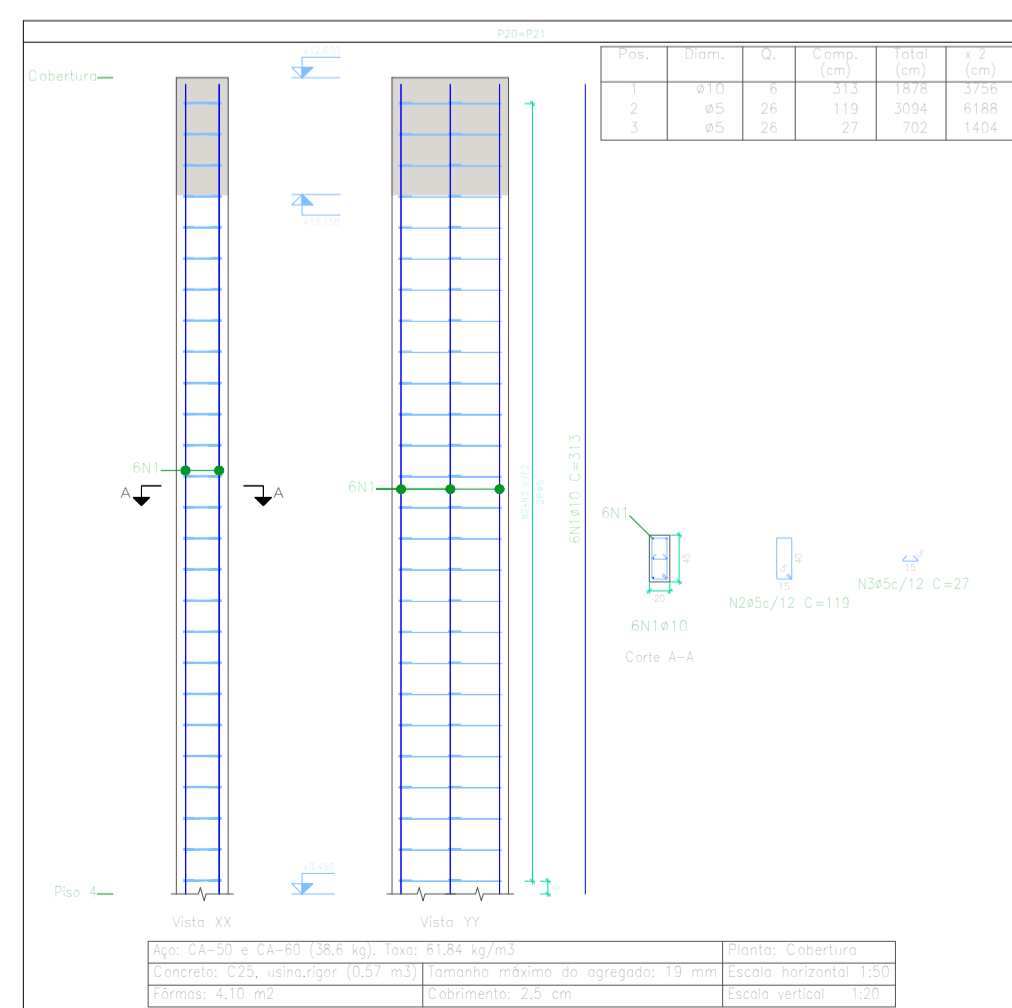 P20=P21
Pos. Diam. Q. Comp. (cm) Total (cm) x 2 (cm)
1 ø10 6 313 1878 3756
2 ø5 26 119 3094 6188
3 ø5 26 27 702 1404
+12.600
Cobertura
+12.150
6N1
A A
6N1
N2+N3 c/12
26ø5
6N1ø10 C=313
+9.450
Piso 4
Vista XX
Vista YY
6N1
45
20
6N1ø10
Corte A-A
40
5
15
N2ø5c/12 C=119
15
N3ø5c/12 C=27
Aço: CA-50 e CA-60 (38.6 kg), Taxa: 61.84 kg/m3 Planta: Cobertura
Concreto: C25, usina.rigor (0.57 m3) Tamanho máximo do agregado: 19 mm Escala horizontal 1:50
Fôrmas: 4.10 m2 Cobrimento: 2.5 cm Escala vertical 1:20